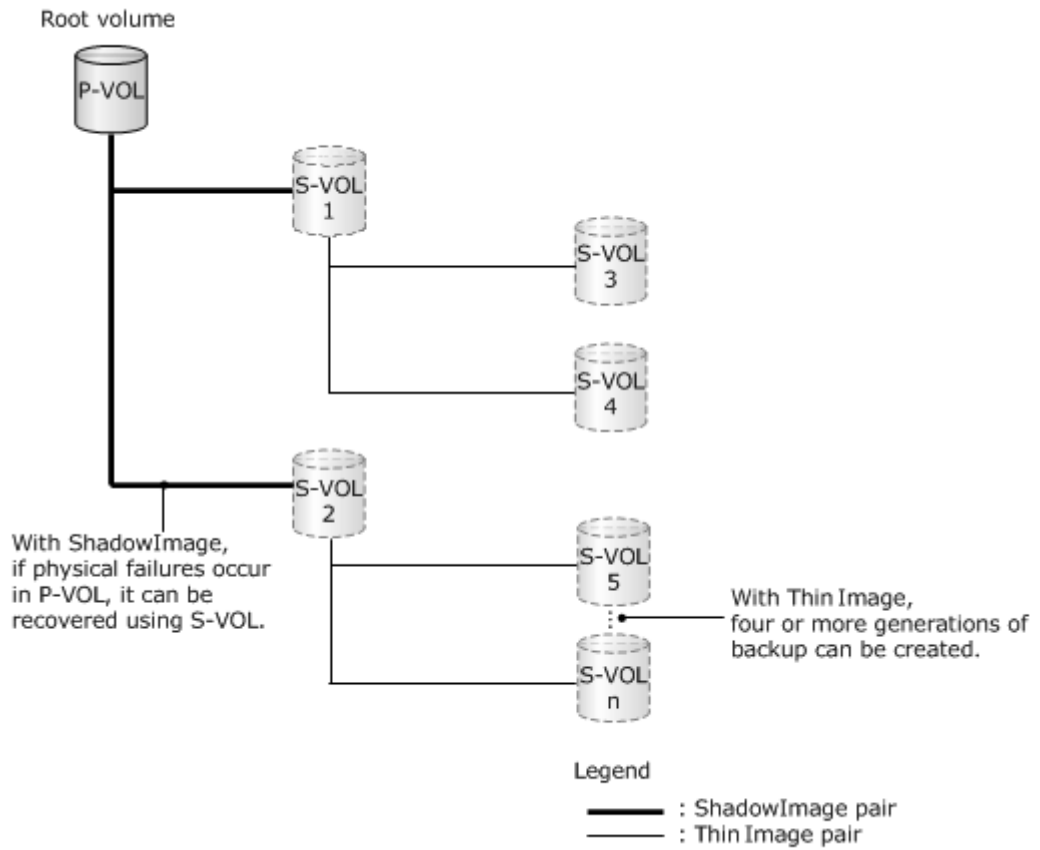 Root volume
P-VOL
S-VOL
1
S-VOL
3
S-VOL
4
S-VOL
2
With ShadowImage,
if physical failures occur
in P-VOL, it can be
recovered using S-VOL.
S-VOL
5
With Thin Image,
four or more generations of
backup can be created.
S-VOL
n
Legend
: ShadowImage pair
: Thin Image pair